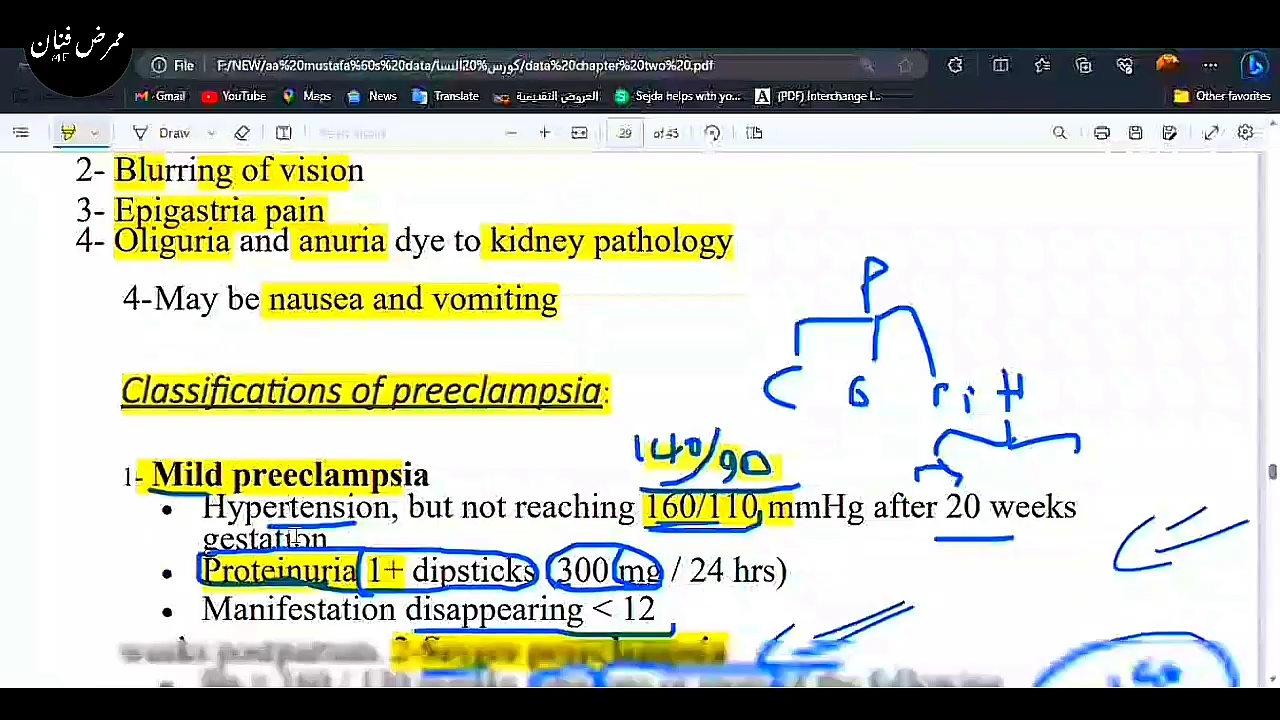 ممرض فنان
File F:/NEW/aa%20mustafa%60s%20data/كورس%20النسا/data%20chapter%20two%20.pdf
Gmail YouTube Maps News Translate العروض التقديمية Sejda helps with yo... (PDF) Interchange I... Other favorites
Draw 29 of 45
2- Blurring of vision
3- Epigastria pain
4- Oliguria and anuria dye to kidney pathology
4-May be nausea and vomiting
P
C G
H
Classifications of preeclampsia:
140/90
1- Mild preeclampsia
• Hypertension, but not reaching 160/110 mmHg after 20 weeks
gestation
• Proteinuria 1+ dipsticks 300 mg / 24 hrs)
• Manifestation disappearing < 12